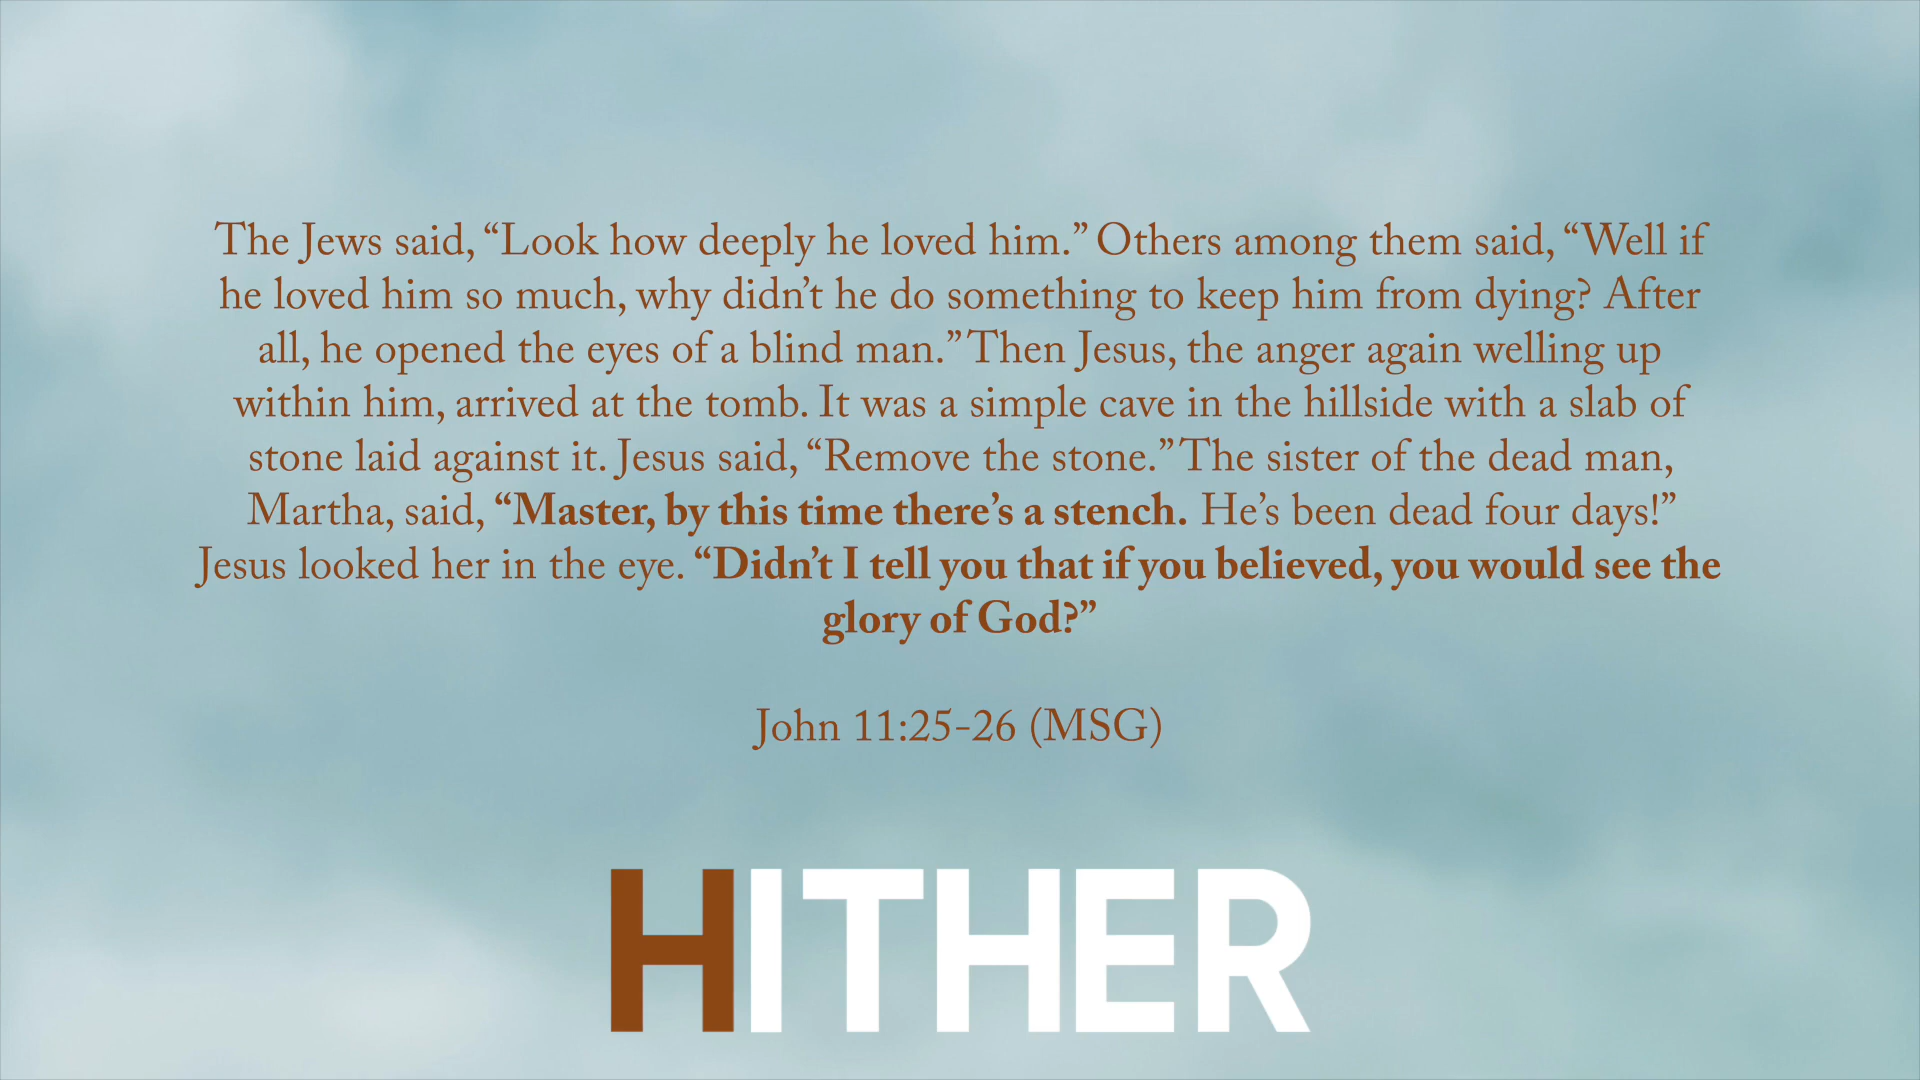 The Jews said, “Look how deeply he loved him.” Others among them said, “Well if
he loved him so much, why didn’t he do something to keep him from dying? After
all, he opened the eyes of a blind man.” Then Jesus, the anger again welling up
within him, arrived at the tomb. It was a simple cave in the hillside with a slab of
stone laid against it. Jesus said, “Remove the stone.” The sister of the dead man,
Martha, said, “Master, by this time there’s a stench. He’s been dead four days!”
Jesus looked her in the eye. “Didn’t I tell you that if you believed, you would see the
glory of God?”
John 11:25-26 (MSG)
HITHER